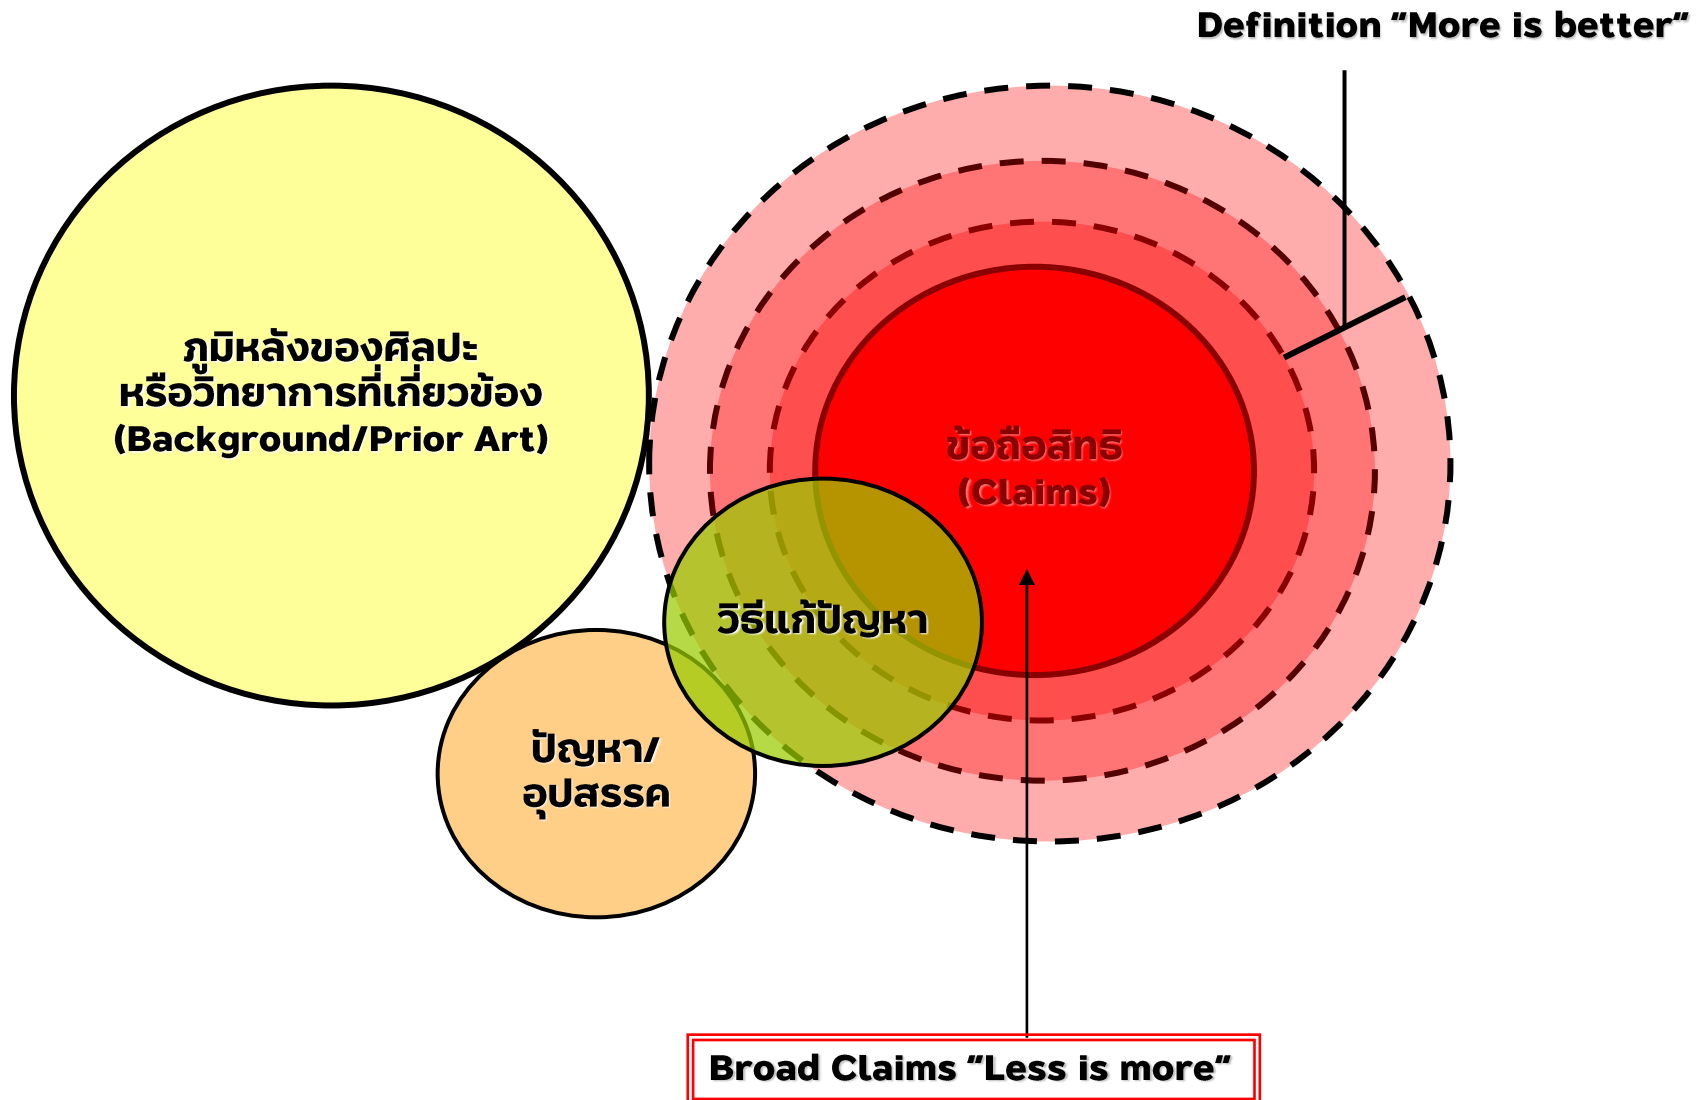 Definition “More is better“
ภูมิหลังของศิลปะ
หรือวิทยาการที่เกี่ยวข้อง
(Background/Prior Art)
ข้อถือสิทธิ
(Claims)
วิธีแก้ปัญหา
ปัญหา/
อุปสรรค
Broad Claims “Less is more“